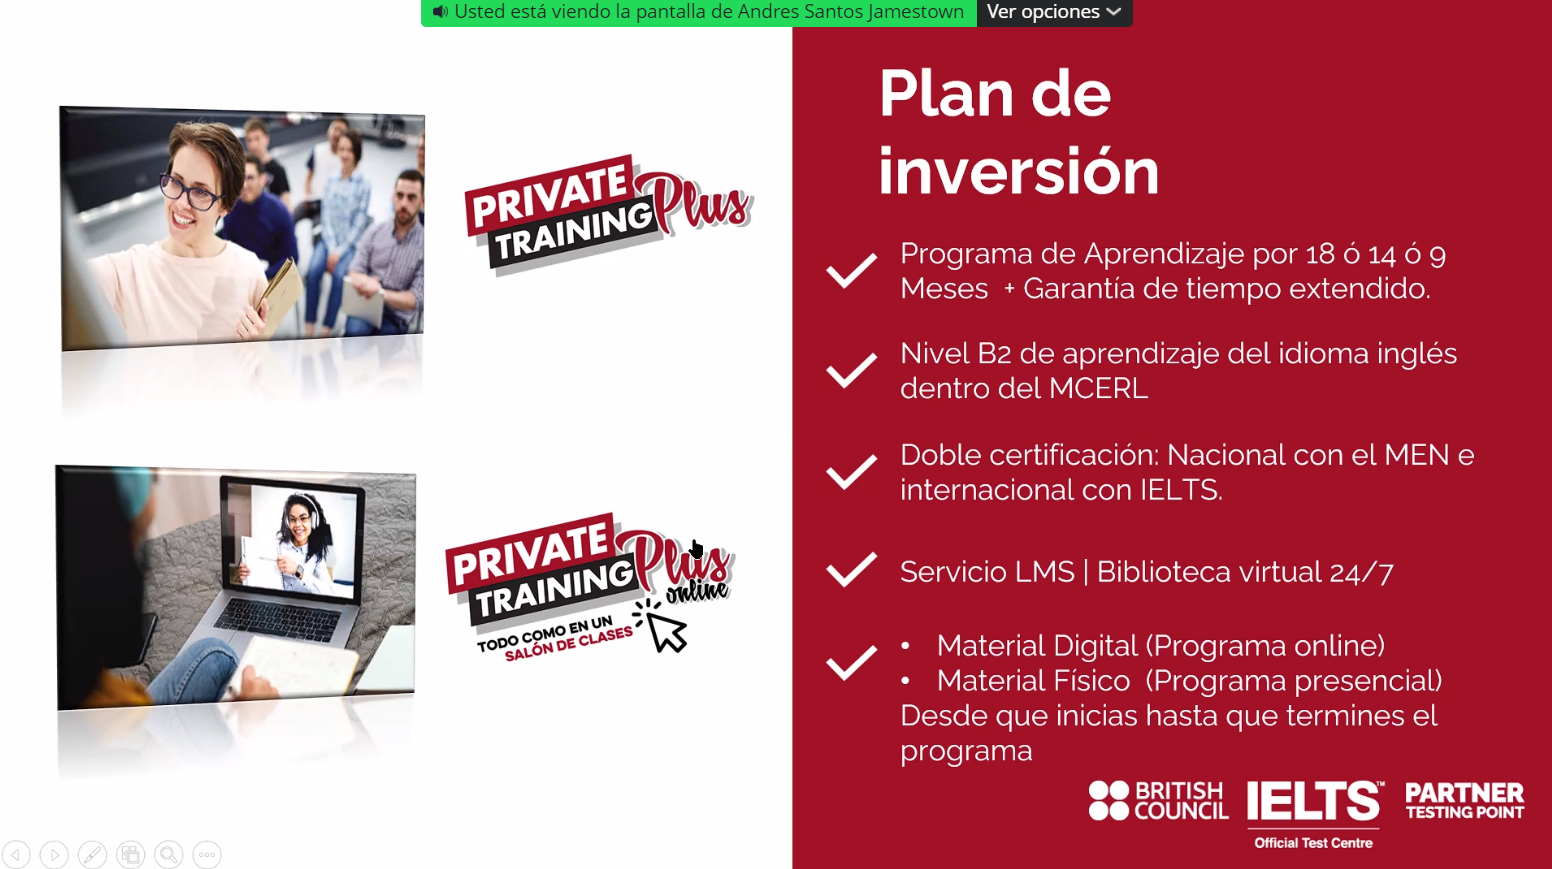 Usted está viendo la pantalla de Andres Santos Jamestown
Ver opciones
PRIVATE
TRAINING
Plus
PRIVATE
TRAINING
Plus
online
TODO COMO EN UN
SALÓN DE CLASES
Plan de
inversión
Programa de Aprendizaje por 18 ó 14 ó 9
Meses + Garantía de tiempo extendido.
Nivel B2 de aprendizaje del idioma inglés
dentro del MCERL
Doble certificación: Nacional con el MEN e
internacional con IELTS.
Servicio LMS | Biblioteca virtual 24/7
• Material Digital (Programa online)
• Material Físico (Programa presencial)
Desde que inicias hasta que termines el
programa
BRITISH
COUNCIL
IELTS™
Official Test Centre
PARTNER
TESTING POINT